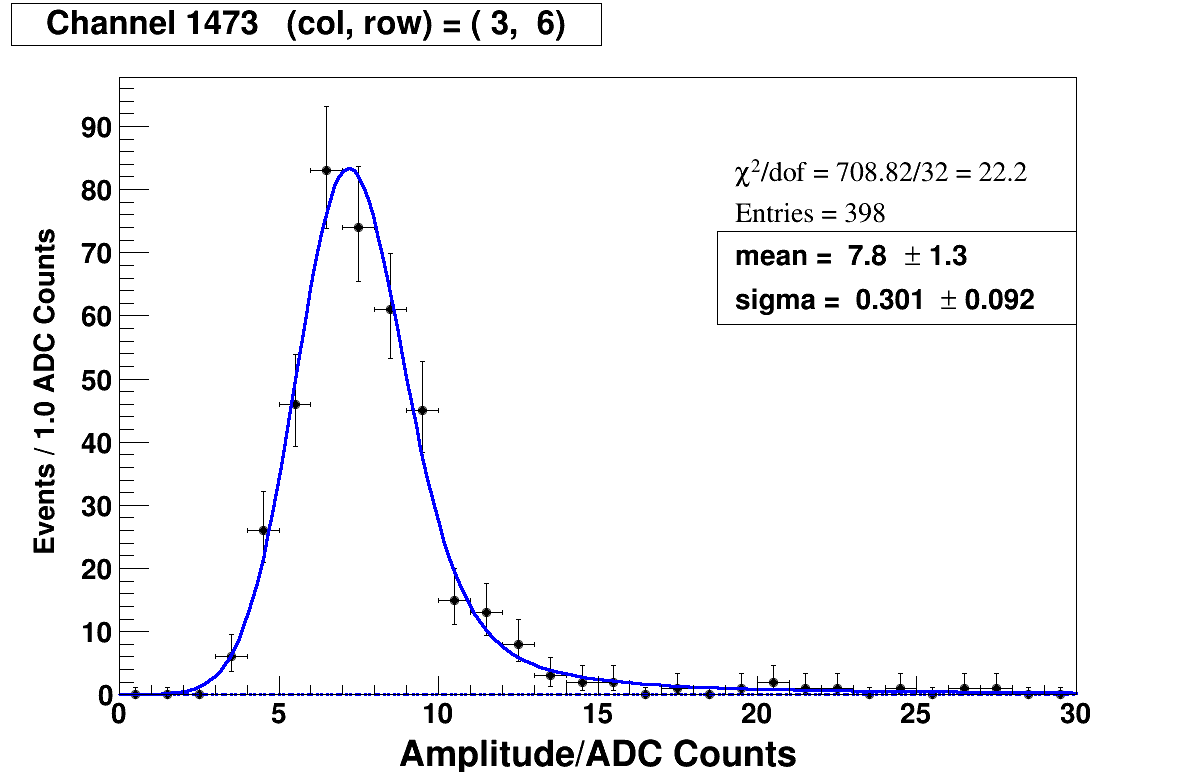 Channel 1473 (col, row) = ( 3, 6)
χ²/dof = 708.82/32 = 22.2
Entries = 398
mean = 7.8 ± 1.3
sigma = 0.301 ± 0.092
Events / 1.0 ADC Counts
90
80
70
60
50
40
30
20
10
0
0 5 10 15 20 25 30
Amplitude/ADC Counts